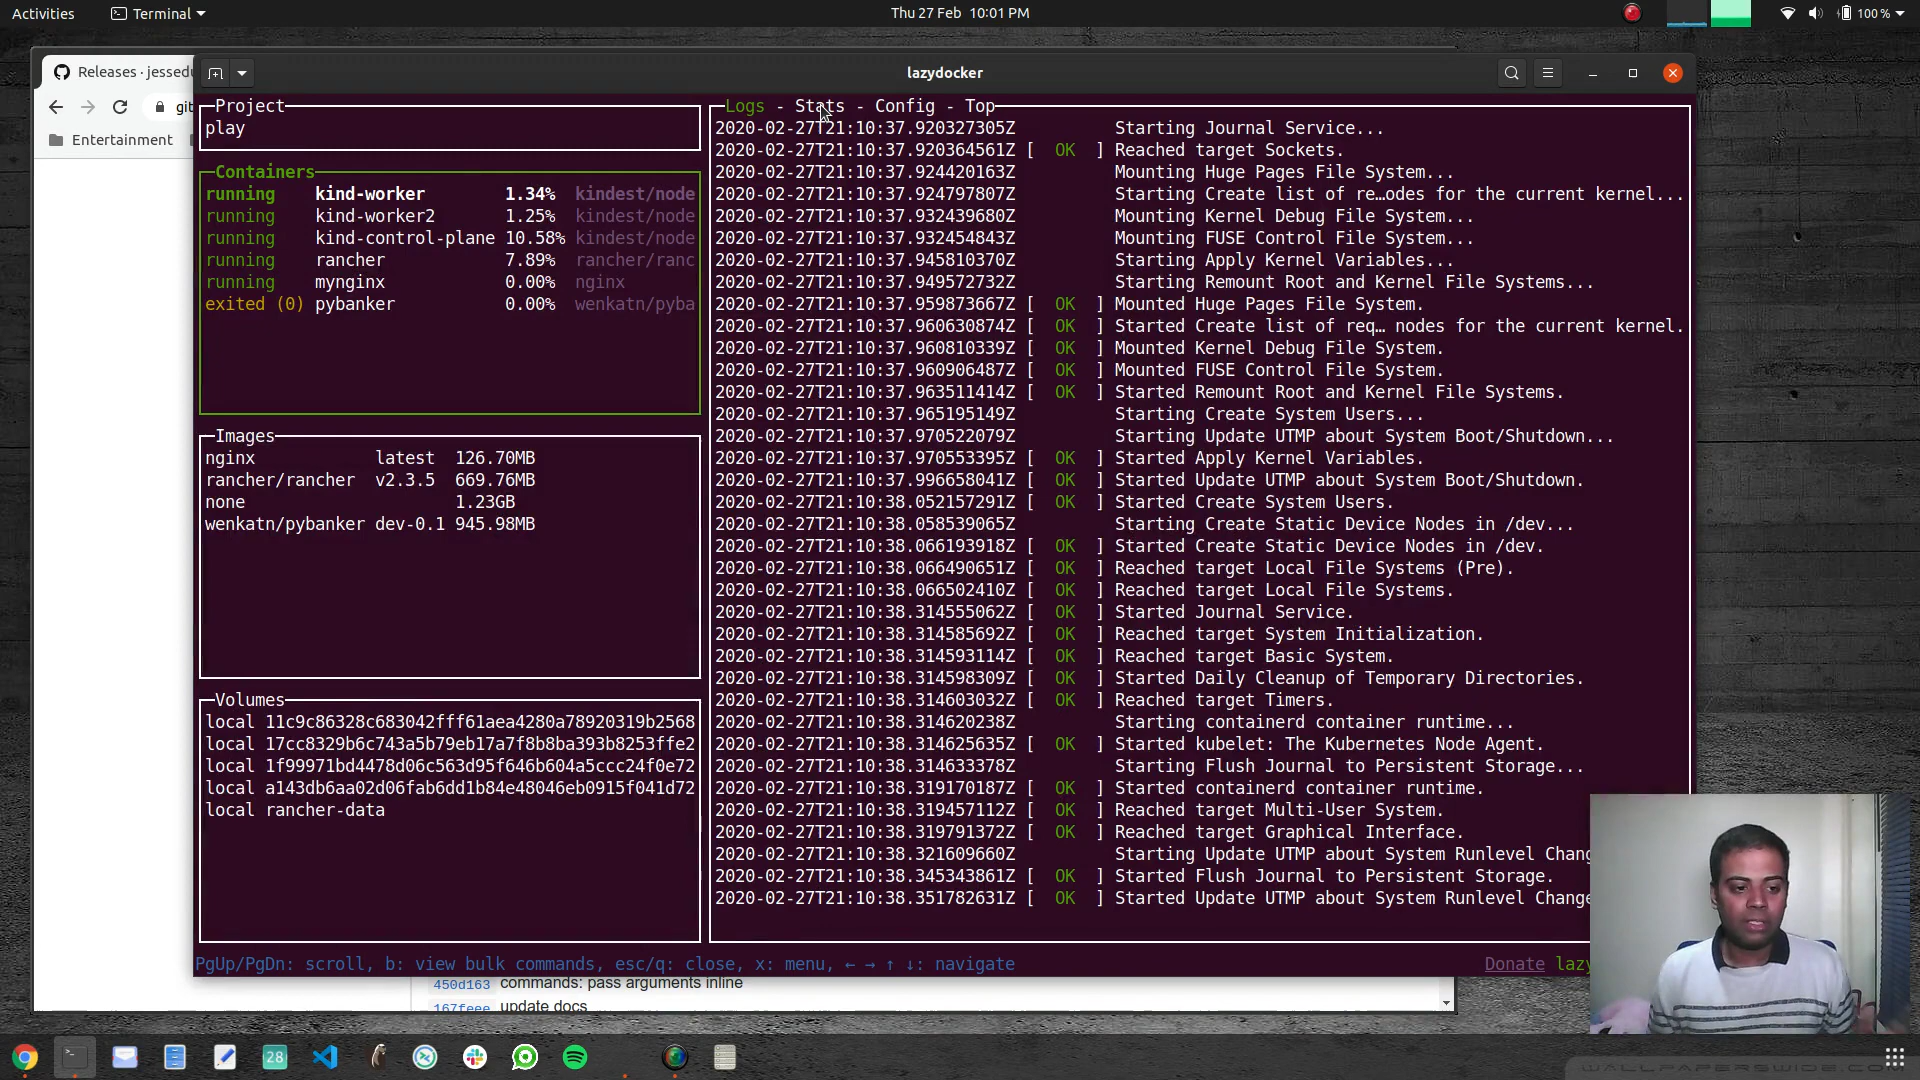 Activities
Terminal
Thu 27 Feb 10:01 PM
100 %
Releases · jessedu
lazydocker
git
Entertainment
Project
play
Containers
running kind-worker 1.34% kindest/node
running kind-worker2 1.25% kindest/node
running kind-control-plane 10.58% kindest/node
running rancher 7.89% rancher/ranc
running mynginx 0.00% nginx
exited (0) pybanker 0.00% wenkatn/pyba
Images
nginx latest 126.70MB
rancher/rancher v2.3.5 669.76MB
none 1.23GB
wenkatn/pybanker dev-0.1 945.98MB
Volumes
local 11c9c86328c683042fff61aea4280a78920319b2568
local 17cc8329b6c743a5b79eb17a7f8b8ba393b8253ffe2
local 1f99971bd4478d06c563d95f646b604a5ccc24f0e72
local a143db6aa02d06fab6dd1b84e48046eb0915f041d72
local rancher-data
Logs - Stats - Config - Top
2020-02-27T21:10:37.920327305Z Starting Journal Service...
2020-02-27T21:10:37.920364561Z [ OK ] Reached target Sockets.
2020-02-27T21:10:37.924420163Z Mounting Huge Pages File System...
2020-02-27T21:10:37.924797807Z Starting Create list of re…odes for the current kernel...
2020-02-27T21:10:37.932439680Z Mounting Kernel Debug File System...
2020-02-27T21:10:37.932454843Z Mounting FUSE Control File System...
2020-02-27T21:10:37.945810370Z Starting Apply Kernel Variables...
2020-02-27T21:10:37.949572732Z Starting Remount Root and Kernel File Systems...
2020-02-27T21:10:37.959873667Z [ OK ] Mounted Huge Pages File System.
2020-02-27T21:10:37.960630874Z [ OK ] Started Create list of req… nodes for the current kernel.
2020-02-27T21:10:37.960810339Z [ OK ] Mounted Kernel Debug File System.
2020-02-27T21:10:37.960906487Z [ OK ] Mounted FUSE Control File System.
2020-02-27T21:10:37.963511414Z [ OK ] Started Remount Root and Kernel File Systems.
2020-02-27T21:10:37.965195149Z Starting Create System Users...
2020-02-27T21:10:37.970522079Z Starting Update UTMP about System Boot/Shutdown...
2020-02-27T21:10:37.970553395Z [ OK ] Started Apply Kernel Variables.
2020-02-27T21:10:37.996658041Z [ OK ] Started Update UTMP about System Boot/Shutdown.
2020-02-27T21:10:38.052157291Z [ OK ] Started Create System Users.
2020-02-27T21:10:38.058539065Z Starting Create Static Device Nodes in /dev...
2020-02-27T21:10:38.066193918Z [ OK ] Started Create Static Device Nodes in /dev.
2020-02-27T21:10:38.066490651Z [ OK ] Reached target Local File Systems (Pre).
2020-02-27T21:10:38.066502410Z [ OK ] Reached target Local File Systems.
2020-02-27T21:10:38.314555062Z [ OK ] Started Journal Service.
2020-02-27T21:10:38.314585692Z [ OK ] Reached target System Initialization.
2020-02-27T21:10:38.314593114Z [ OK ] Reached target Basic System.
2020-02-27T21:10:38.314598309Z [ OK ] Started Daily Cleanup of Temporary Directories.
2020-02-27T21:10:38.314603032Z [ OK ] Reached target Timers.
2020-02-27T21:10:38.314620238Z Starting containerd container runtime...
2020-02-27T21:10:38.314625635Z [ OK ] Started kubelet: The Kubernetes Node Agent.
2020-02-27T21:10:38.314633378Z Starting Flush Journal to Persistent Storage...
2020-02-27T21:10:38.319170187Z [ OK ] Started containerd container runtime.
2020-02-27T21:10:38.319457112Z [ OK ] Reached target Multi-User System.
2020-02-27T21:10:38.319791372Z [ OK ] Reached target Graphical Interface.
2020-02-27T21:10:38.321609660Z Starting Update UTMP about System Runlevel Chang
2020-02-27T21:10:38.345343861Z [ OK ] Started Flush Journal to Persistent Storage.
2020-02-27T21:10:38.351782631Z [ OK ] Started Update UTMP about System Runlevel Change
PgUp/PgDn: scroll, b: view bulk commands, esc/q: close, x: menu, ← → ↑ ↓: navigate
Donate lazy
450d163 commands: pass arguments inline
167feee update docs
28
WALLPAPERSWIDE.COM